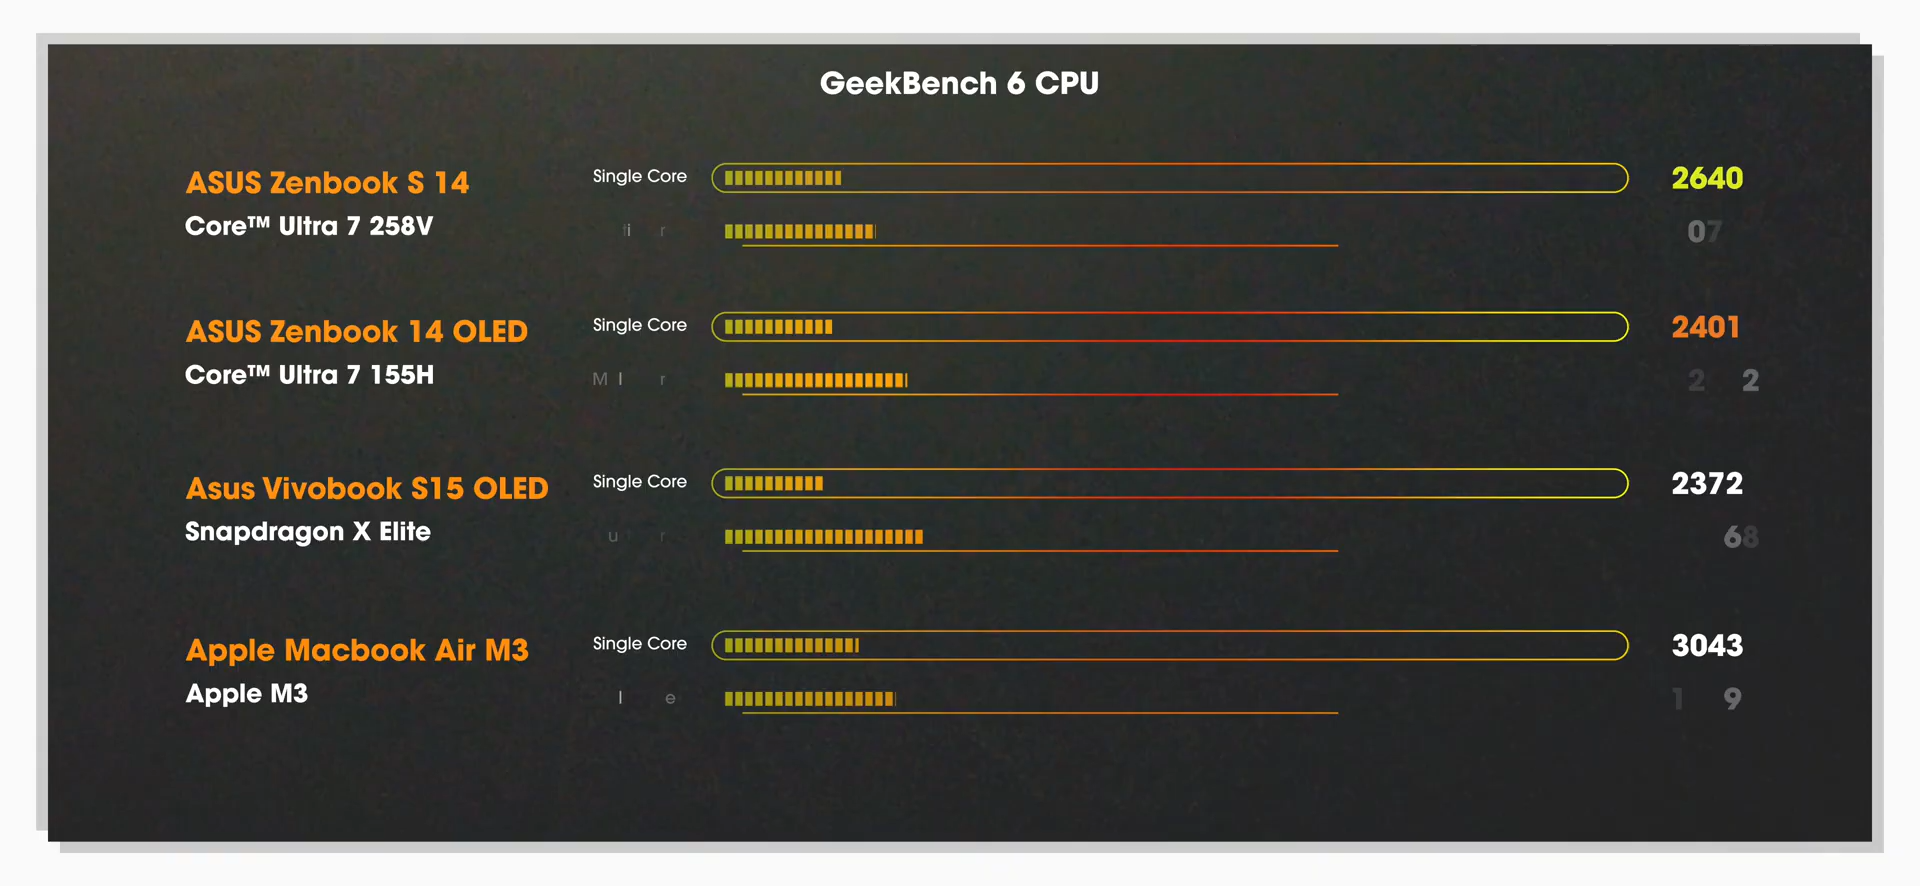 GeekBench 6 CPU
ASUS Zenbook S 14
Single Core
2640
Core™ Ultra 7 258V
ASUS Zenbook 14 OLED
Single Core
2401
Core™ Ultra 7 155H
Asus Vivobook S15 OLED
Single Core
2372
Snapdragon X Elite
Apple Macbook Air M3
Single Core
3043
Apple M3